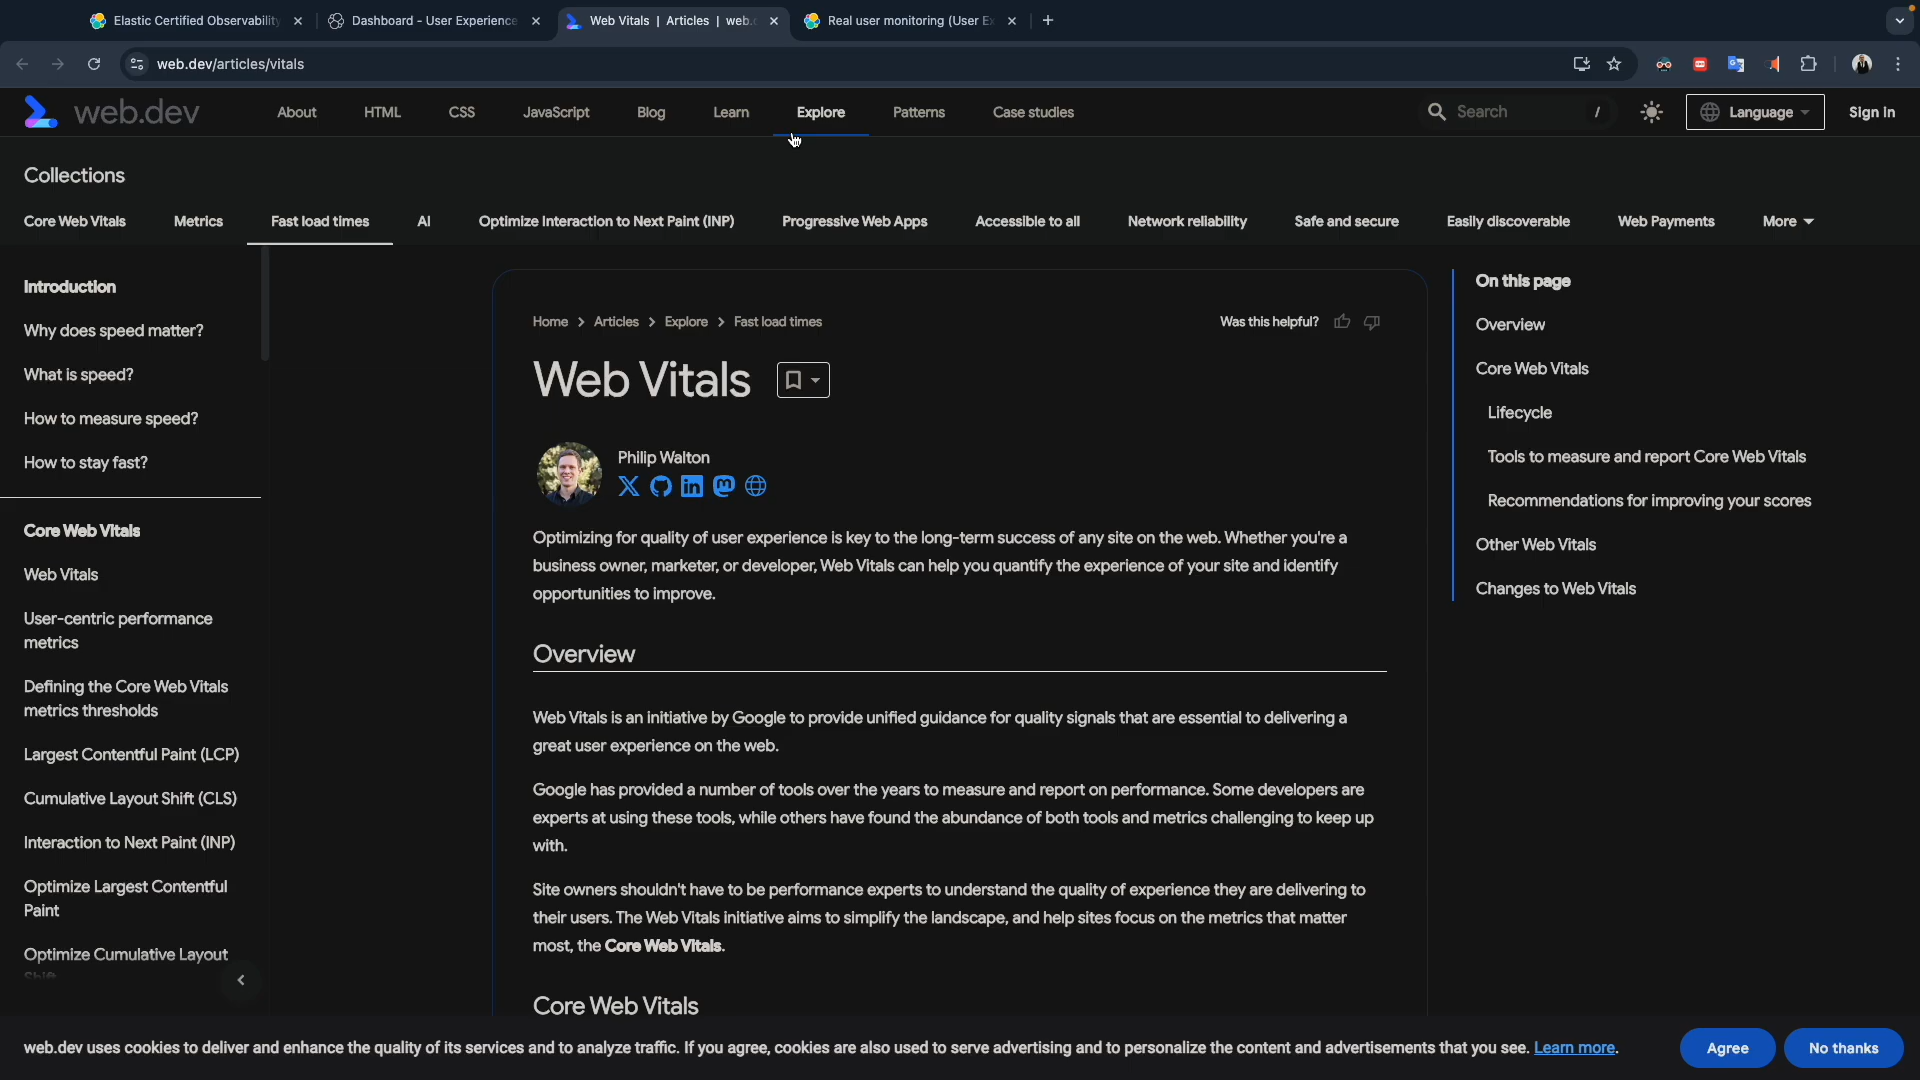 Elastic Certified Observability
Dashboard - User Experience
Web Vitals | Articles | web.
Real user monitoring (User E
web.dev/articles/vitals
web.dev
About
HTML
CSS
JavaScript
Blog
Learn
Explore
Patterns
Case studies
Search
/
Language
Sign in
Collections
Core Web Vitals
Metrics
Fast load times
AI
Optimize Interaction to Next Paint (INP)
Progressive Web Apps
Accessible to all
Network reliability
Safe and secure
Easily discoverable
Web Payments
More
Introduction
Why does speed matter?
What is speed?
How to measure speed?
How to stay fast?
Core Web Vitals
Web Vitals
User-centric performance
metrics
Defining the Core Web Vitals
metrics thresholds
Largest Contentful Paint (LCP)
Cumulative Layout Shift (CLS)
Interaction to Next Paint (INP)
Optimize Largest Contentful
Paint
Optimize Cumulative Layout
Shift
Home > Articles > Explore > Fast load times
Was this helpful?
Web Vitals
Philip Walton
Optimizing for quality of user experience is key to the long-term success of any site on the web. Whether you're a
business owner, marketer, or developer, Web Vitals can help you quantify the experience of your site and identify
opportunities to improve.
Overview
Web Vitals is an initiative by Google to provide unified guidance for quality signals that are essential to delivering a
great user experience on the web.
Google has provided a number of tools over the years to measure and report on performance. Some developers are
experts at using these tools, while others have found the abundance of both tools and metrics challenging to keep up
with.
Site owners shouldn't have to be performance experts to understand the quality of experience they are delivering to
their users. The Web Vitals initiative aims to simplify the landscape, and help sites focus on the metrics that matter
most, the Core Web Vitals.
Core Web Vitals
On this page
Overview
Core Web Vitals
Lifecycle
Tools to measure and report Core Web Vitals
Recommendations for improving your scores
Other Web Vitals
Changes to Web Vitals
web.dev uses cookies to deliver and enhance the quality of its services and to analyze traffic. If you agree, cookies are also used to serve advertising and to personalize the content and advertisements that you see. Learn more.
Agree
No thanks